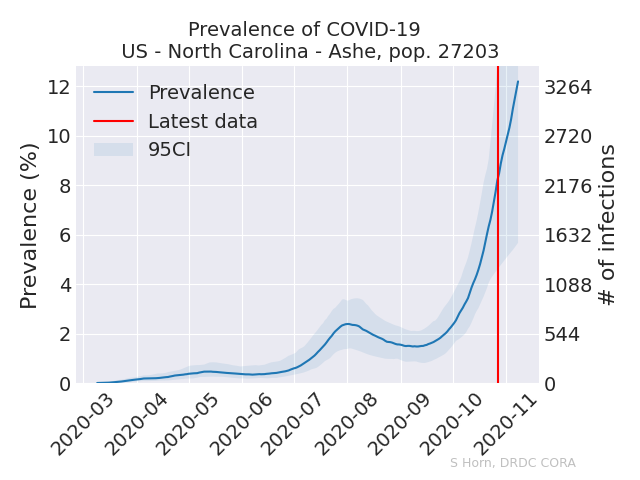 Prevalence of COVID-19
US - North Carolina - Ashe, pop. 27203
Prevalence
Latest data
95CI
Prevalence (%)
12
10
8
6
4
2
0
3264
2720
2176
1632
1088
544
0
# of infections
2020-03
2020-04
2020-05
2020-06
2020-07
2020-08
2020-09
2020-10
2020-11
S Horn, DRDC CORA